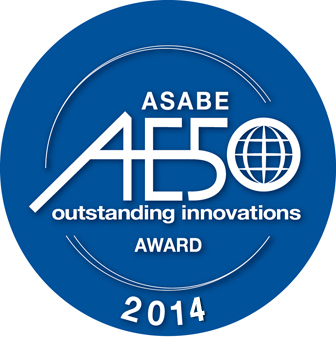 ASABE
AE50
outstanding innovations
AWARD
2014